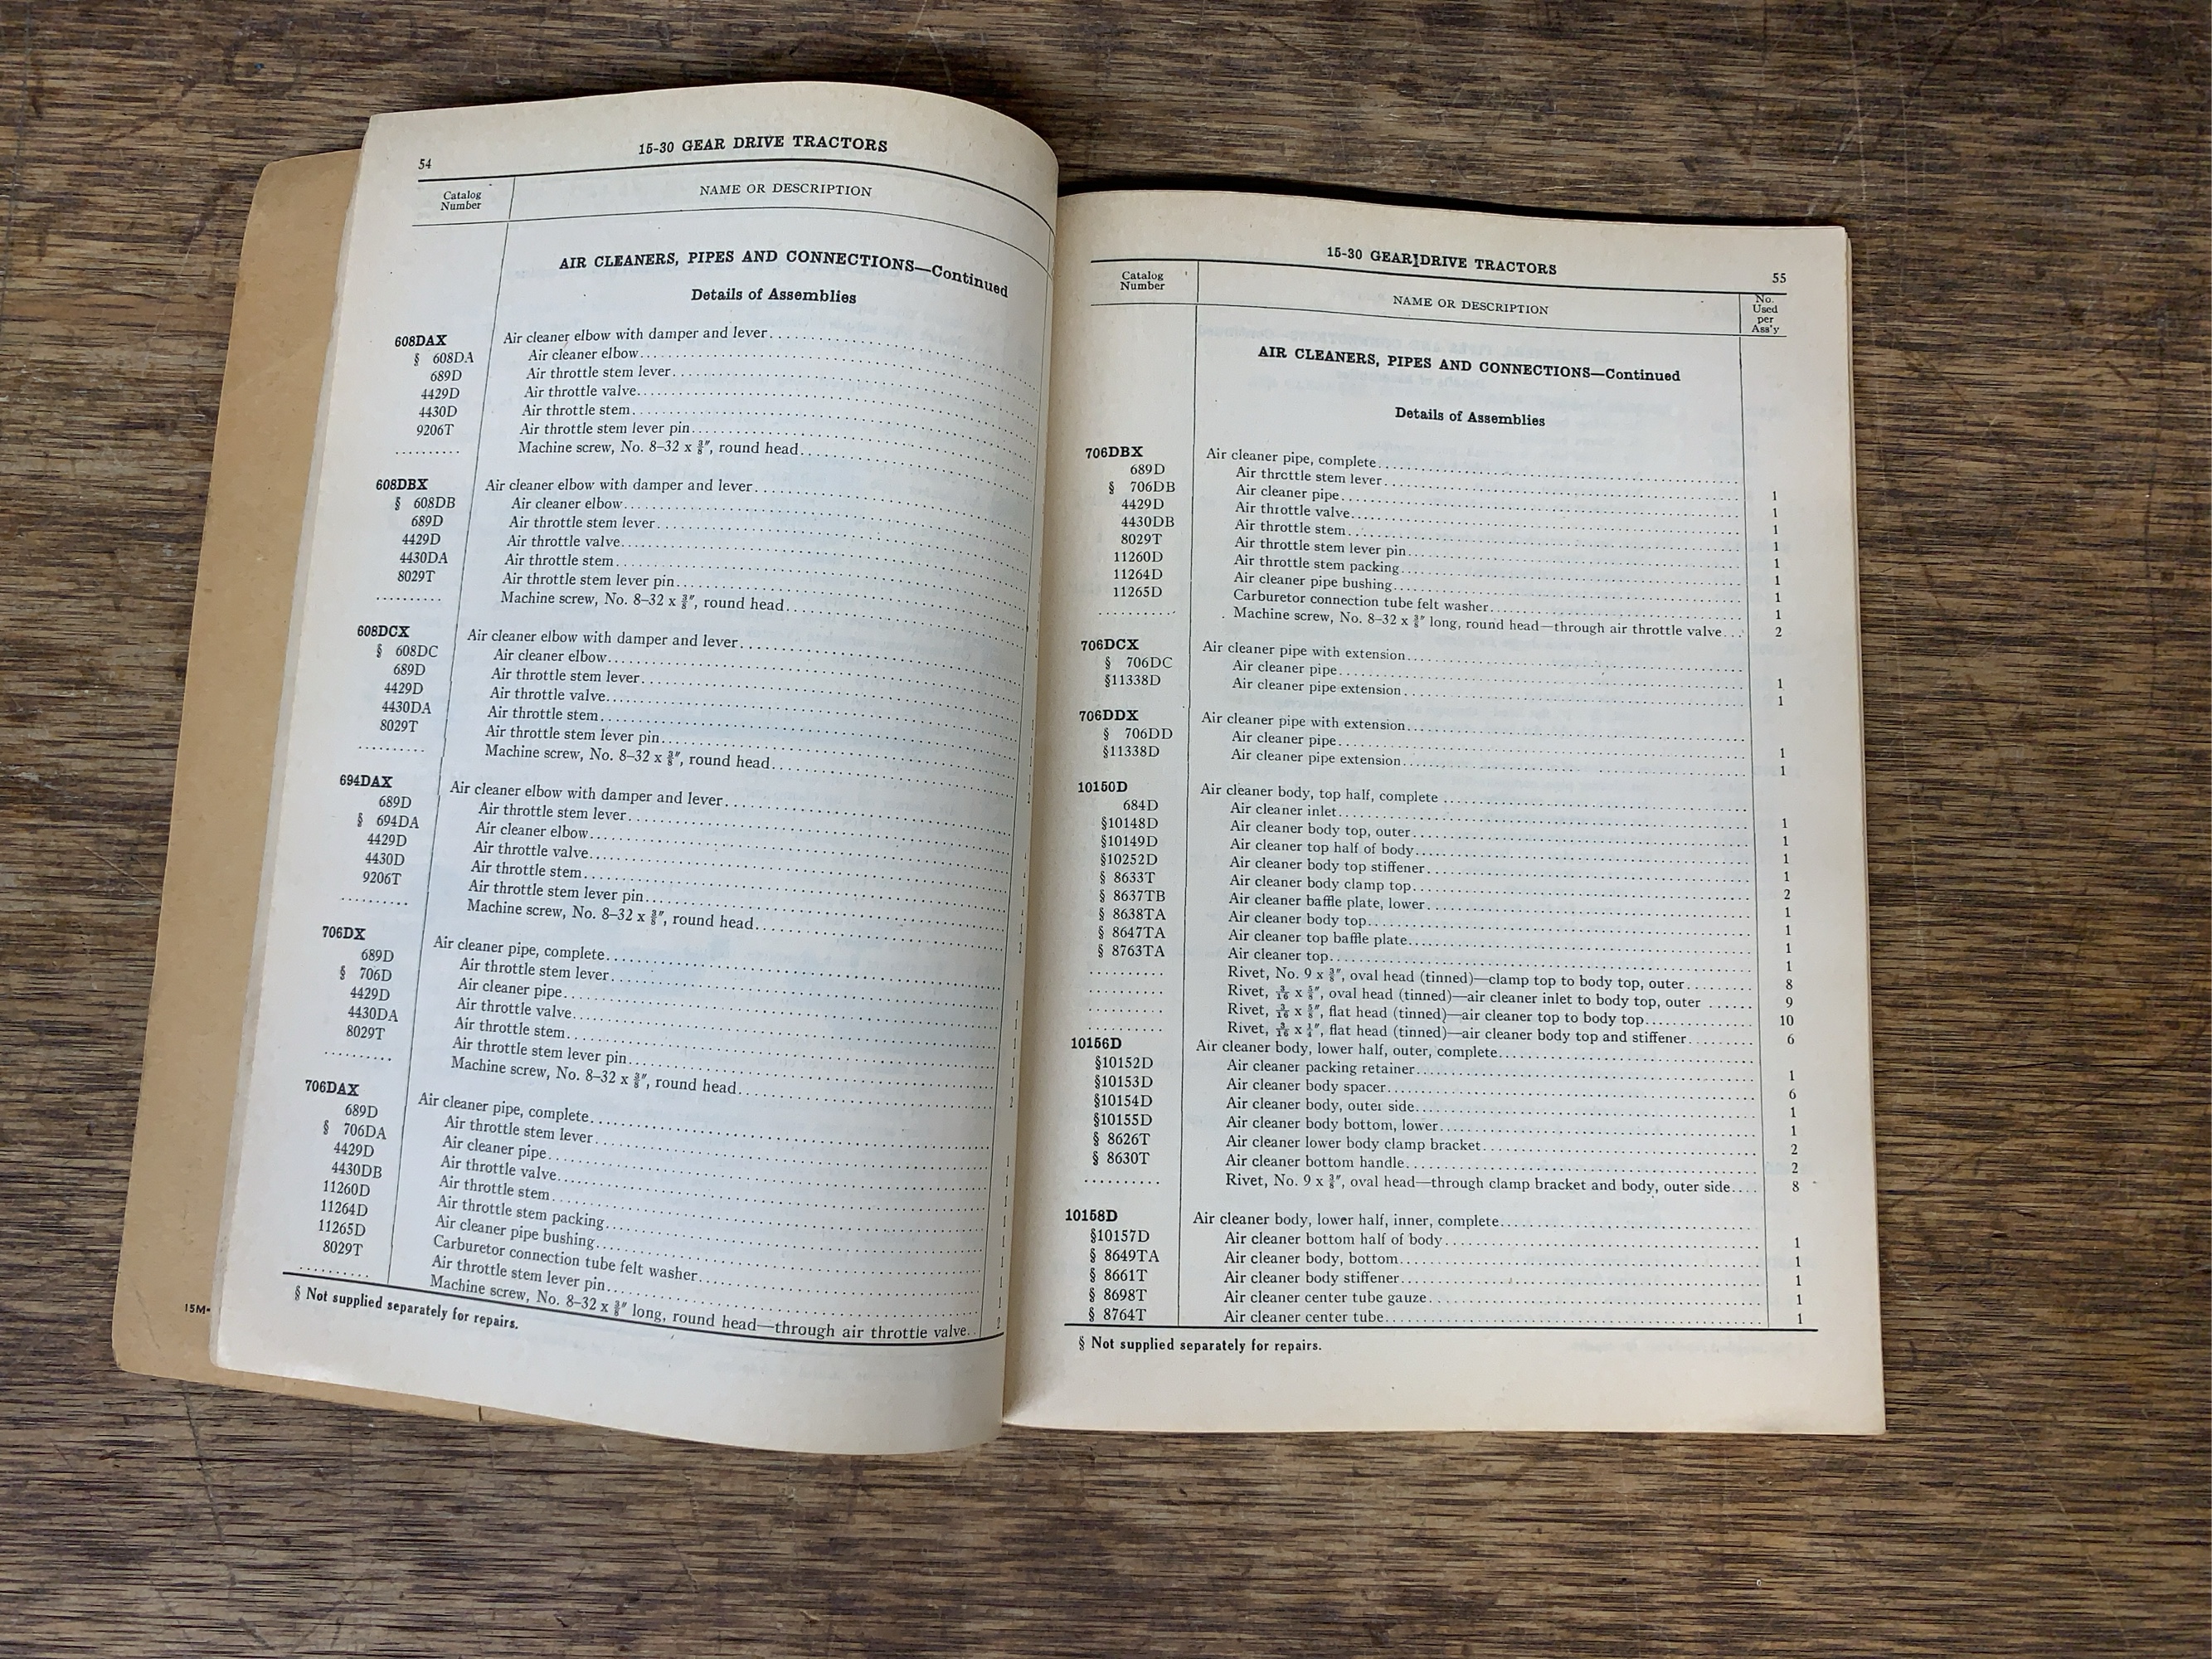 54
15-30 GEAR DRIVE TRACTORS
Catalog Number NAME OR DESCRIPTION
AIR CLEANERS, PIPES AND CONNECTIONS—Continued
Details of Assemblies
608DAX Air cleaner elbow with damper and lever
§ 608DA Air cleaner elbow
689D Air throttle stem lever
4429D Air throttle valve
4430D Air throttle stem
9206T Air throttle stem lever pin
.......... Machine screw, No. 8–32 x 3/8″, round head
608DBX Air cleaner elbow with damper and lever
§ 608DB Air cleaner elbow
689D Air throttle stem lever
4429D Air throttle valve
4430DA Air throttle stem
8029T Air throttle stem lever pin
.......... Machine screw, No. 8–32 x 3/8″, round head
608DCX Air cleaner elbow with damper and lever
§ 608DC Air cleaner elbow
689D Air throttle stem lever
4429D Air throttle valve
4430DA Air throttle stem
8029T Air throttle stem lever pin
.......... Machine screw, No. 8–32 x 3/8″, round head
694DAX Air cleaner elbow with damper and lever
689D Air throttle stem lever
§ 694DA Air cleaner elbow
4429D Air throttle valve
4430D Air throttle stem
9206T Air throttle stem lever pin
.......... Machine screw, No. 8–32 x 3/8″, round head
706DX Air cleaner pipe, complete
689D Air throttle stem lever
§ 706D Air cleaner pipe
4429D Air throttle valve
4430DA Air throttle stem
8029T Air throttle stem lever pin
.......... Machine screw, No. 8–32 x 3/8″, round head
706DAX Air cleaner pipe, complete
689D Air throttle stem lever
§ 706DA Air cleaner pipe
4429D Air throttle valve
4430DB Air throttle stem
11260D Air throttle stem packing
11264D Air cleaner pipe bushing
11265D Carburetor connection tube felt washer
8029T Air throttle stem lever pin
.......... Machine screw, No. 8–32 x 3/8″ long, round head—through air throttle valve
§ Not supplied separately for repairs.
15M-
15-30 GEAR DRIVE TRACTORS
55
Catalog Number NAME OR DESCRIPTION No. Used per Ass'y
AIR CLEANERS, PIPES AND CONNECTIONS—Continued
Details of Assemblies
706DBX Air cleaner pipe, complete
689D Air throttle stem lever 1
§ 706DB Air cleaner pipe 1
4429D Air throttle valve 1
4430DB Air throttle stem 1
8029T Air throttle stem lever pin 1
11260D Air throttle stem packing 1
11264D Air cleaner pipe bushing 1
11265D Carburetor connection tube felt washer 1
.......... Machine screw, No. 8–32 x 3/8″ long, round head—through air throttle valve 2
706DCX Air cleaner pipe with extension
§ 706DC Air cleaner pipe 1
§11338D Air cleaner pipe extension 1
706DDX Air cleaner pipe with extension
§ 706DD Air cleaner pipe 1
§11338D Air cleaner pipe extension 1
10150D Air cleaner body, top half, complete
684D Air cleaner inlet 1
§10148D Air cleaner body top, outer 1
§10149D Air cleaner top half of body 1
§10252D Air cleaner body top stiffener 1
§ 8633T Air cleaner body clamp top 2
§ 8637TB Air cleaner baffle plate, lower 1
§ 8638TA Air cleaner body top 1
§ 8647TA Air cleaner top baffle plate 1
§ 8763TA Air cleaner top 1
.......... Rivet, No. 9 x 3/8″, oval head (tinned)—clamp top to body top, outer 8
.......... Rivet, 3/16 x 5/8″, oval head (tinned)—air cleaner inlet to body top, outer 9
.......... Rivet, 3/16 x 5/8″, flat head (tinned)—air cleaner top to body top 10
.......... Rivet, 3/16 x 1/4″, flat head (tinned)—air cleaner body top and stiffener 6
10156D Air cleaner body, lower half, outer, complete
§10152D Air cleaner packing retainer 1
§10153D Air cleaner body spacer 6
§10154D Air cleaner body, outer side 1
§10155D Air cleaner body bottom, lower 1
§ 8626T Air cleaner lower body clamp bracket 2
§ 8630T Air cleaner bottom handle 2
.......... Rivet, No. 9 x 3/8″, oval head—through clamp bracket and body, outer side 8
10158D Air cleaner body, lower half, inner, complete
§10157D Air cleaner bottom half of body 1
§ 8649TA Air cleaner body, bottom 1
§ 8661T Air cleaner body stiffener 1
§ 8698T Air cleaner center tube gauze 1
§ 8764T Air cleaner center tube 1
§ Not supplied separately for repairs.